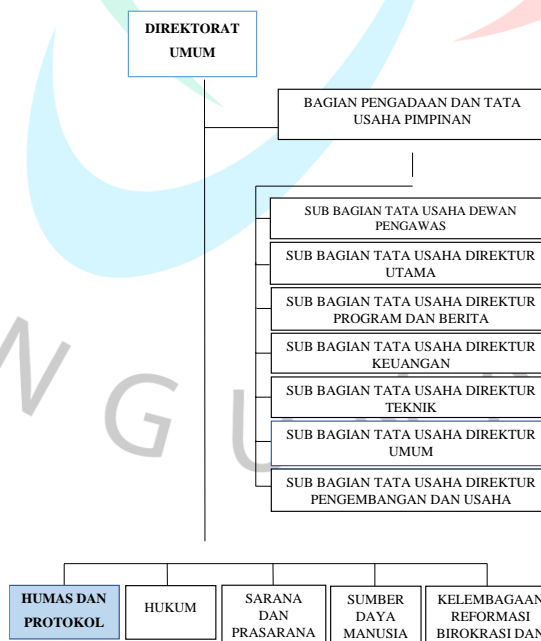 DIREKTORAT
UMUM
BAGIAN PENGADAAN DAN TATA
USAHA PIMPINAN
SUB BAGIAN TATA USAHA DEWAN
PENGAWAS
SUB BAGIAN TATA USAHA DIREKTUR
UTAMA
SUB BAGIAN TATA USAHA DIREKTUR
PROGRAM DAN BERITA
SUB BAGIAN TATA USAHA DIREKTUR
KEUANGAN
SUB BAGIAN TATA USAHA DIREKTUR
TEKNIK
SUB BAGIAN TATA USAHA DIREKTUR
UMUM
SUB BAGIAN TATA USAHA DIREKTUR
PENGEMBANGAN DAN USAHA
N G U
HUMAS DAN
PROTOKOL
HUKUM
SARANA
DAN
PRASARANA
SUMBER
DAYA
MANUSIA
KELEMBAGAAN
REFORMASI
BIROKRASI DAN